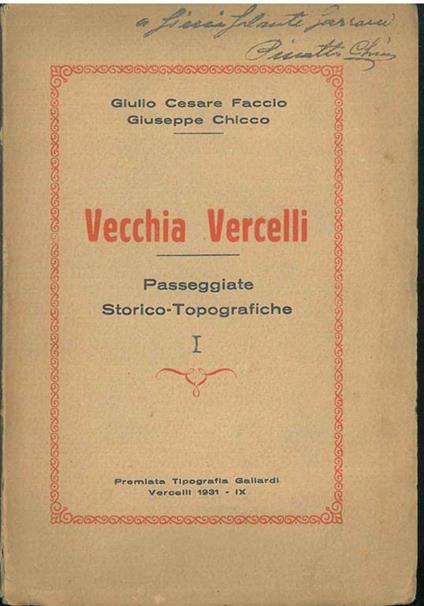 Giulio Cesare Faccio
Giuseppe Chicco
Vecchia Vercelli
Passeggiate
Storico-Topografiche
I
Premiata Tipografia Gallardi
Vercelli 1931 - IX